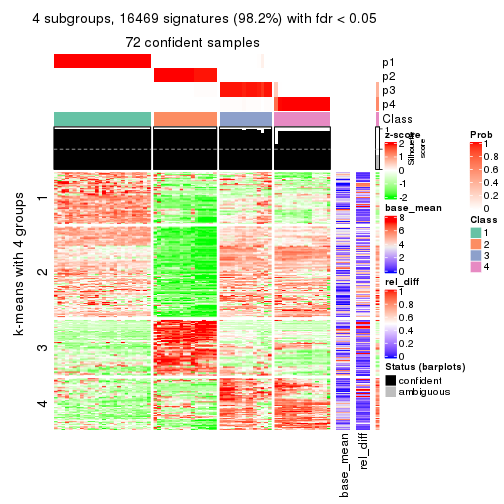 4 subgroups, 16469 signatures (98.2%) with fdr < 0.05
72 confident samples
p1
p2
p3
p4
Class
1
Silhouette
score
k-means with 4 groups
1
2
3
4
base_mean
rel_diff
z-score
2
1
0
-1
-2
base_mean
8
6
4
2
0
rel_diff
1
0.8
0.6
0.4
0.2
0
Status (barplots)
confident
ambiguous
Prob
1
0.8
0.6
0.4
0.2
0
Class
1
2
3
4